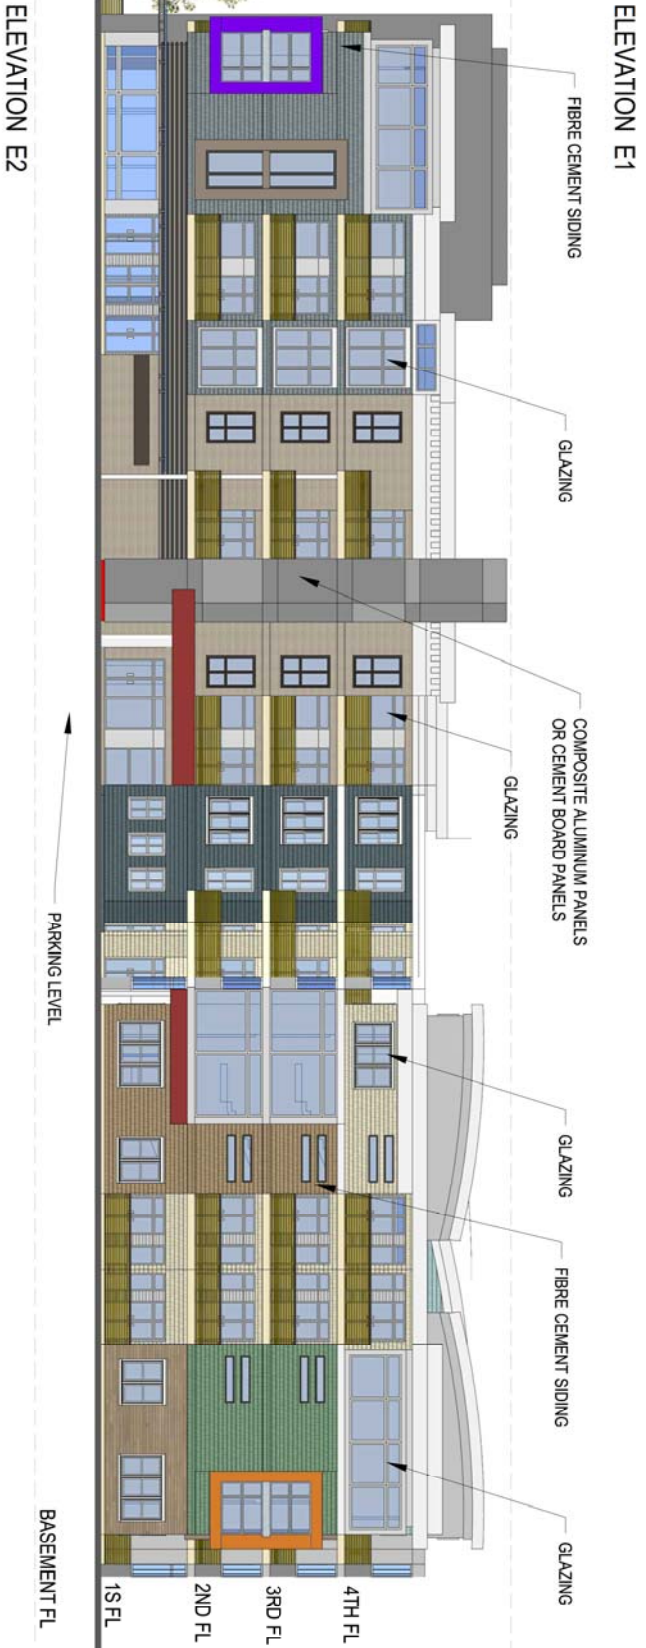 ELEVATION E1
FIBRE CEMENT SIDING
GLAZING
COMPOSITE ALUMINUM PANELS
OR CEMENT BOARD PANELS
GLAZING
GLAZING
FIBRE CEMENT SIDING
GLAZING
4TH FL
3RD FL
2ND FL
1S FL
PARKING LEVEL
BASEMENT FL
ELEVATION E2